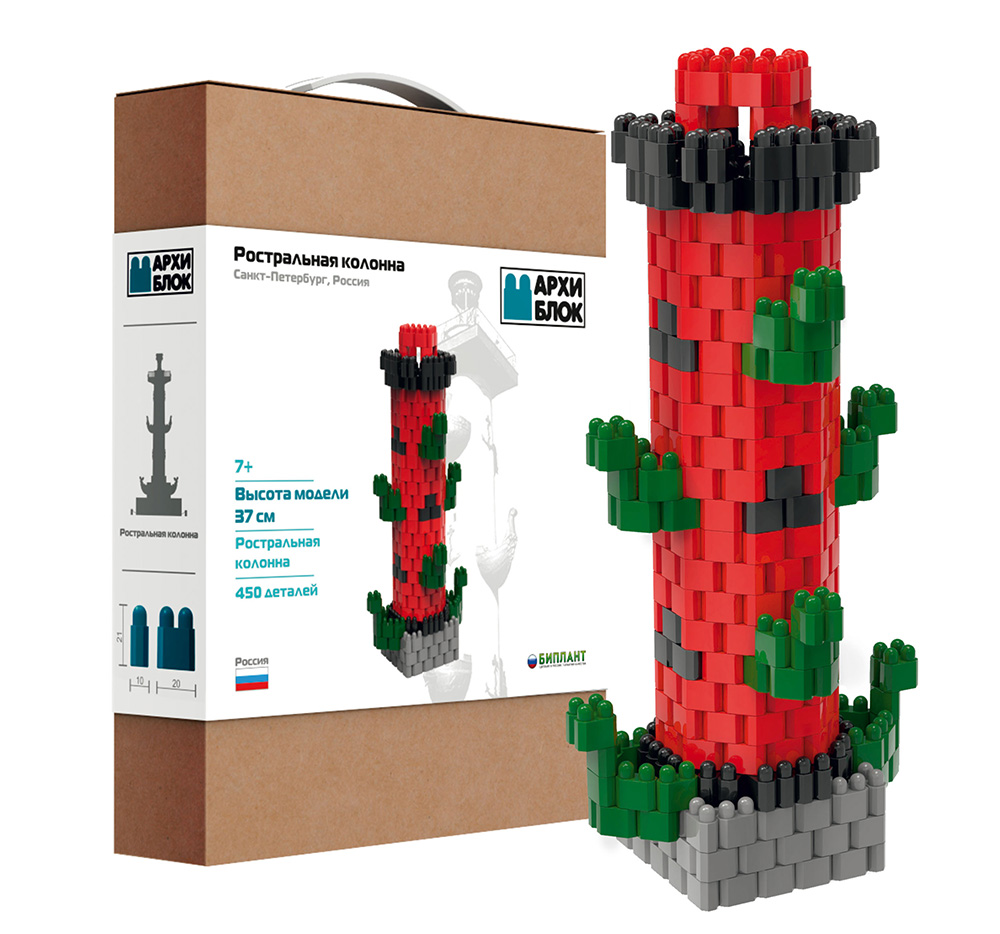 АРХИ
БЛОК
Ростральная колонна
21
10
20
Ростральная колонна
Санкт-Петербург, Россия
АРХИ
БЛОК
7+
Высота модели
37 см
Ростральная
колонна
450 деталей
Россия
БИПЛАНТ